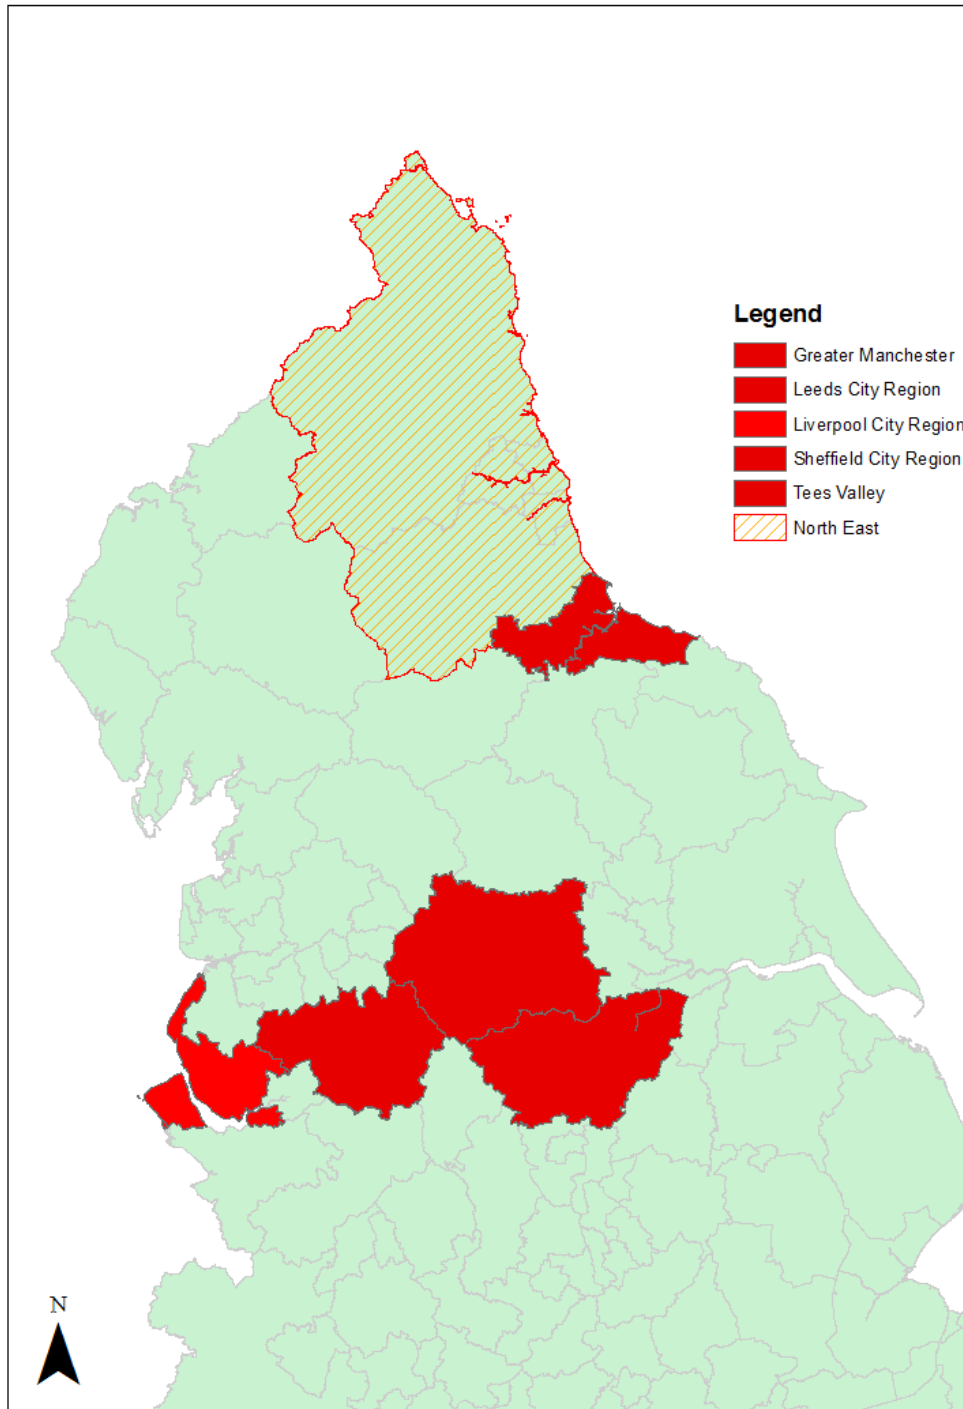 Legend
Greater Manchester
Leeds City Region
Liverpool City Region
Sheffield City Region
Tees Valley
North East
N